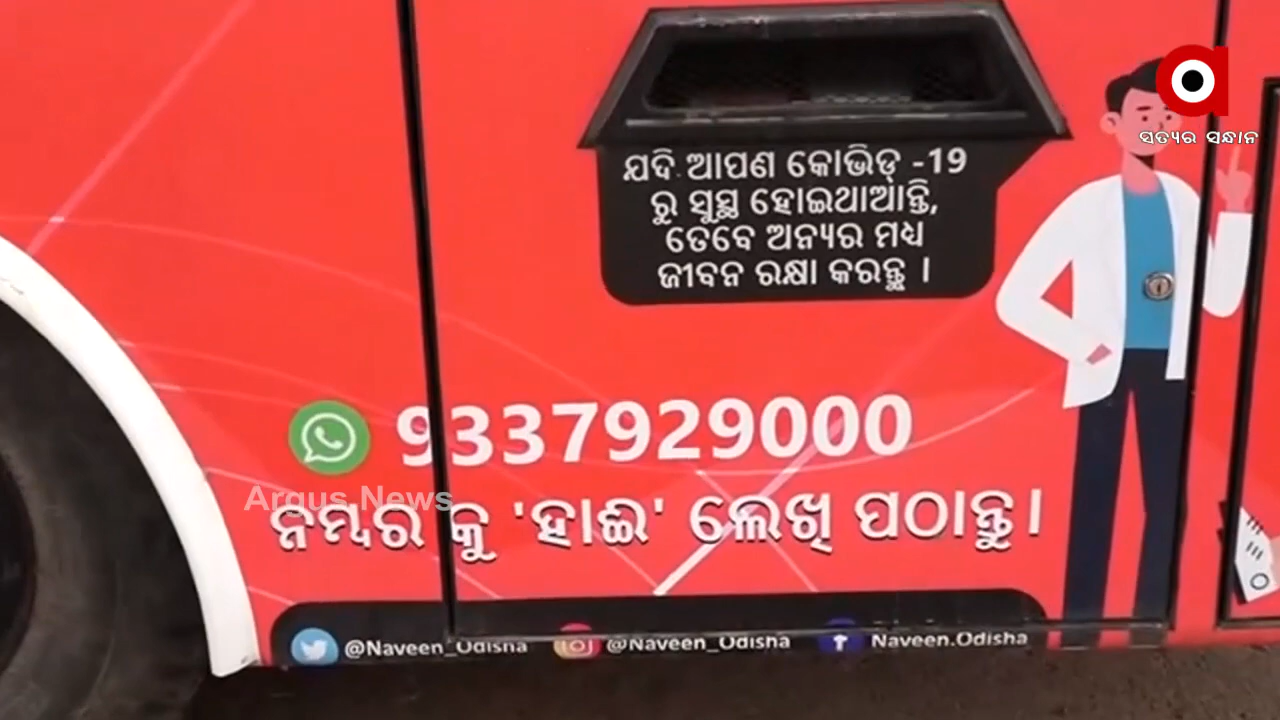 ସତ୍ୟର ସନ୍ଧାନ
ଯଦି ଆପଣ କୋଭିଡ୍ -19
ରୁ ସୁସ୍ଥ ହୋଇଥାଆନ୍ତି,
ତେବେ ଅନ୍ୟର ମଧ୍ୟ
ଜୀବନ ରକ୍ଷା କରନ୍ତୁ ।
9337929000
Argus News
ନମ୍ବର କୁ 'ହାଈ' ଲେଖି ପଠାନ୍ତୁ।
@Naveen_Odisha @Naveen_Odisha Naveen.Odisha